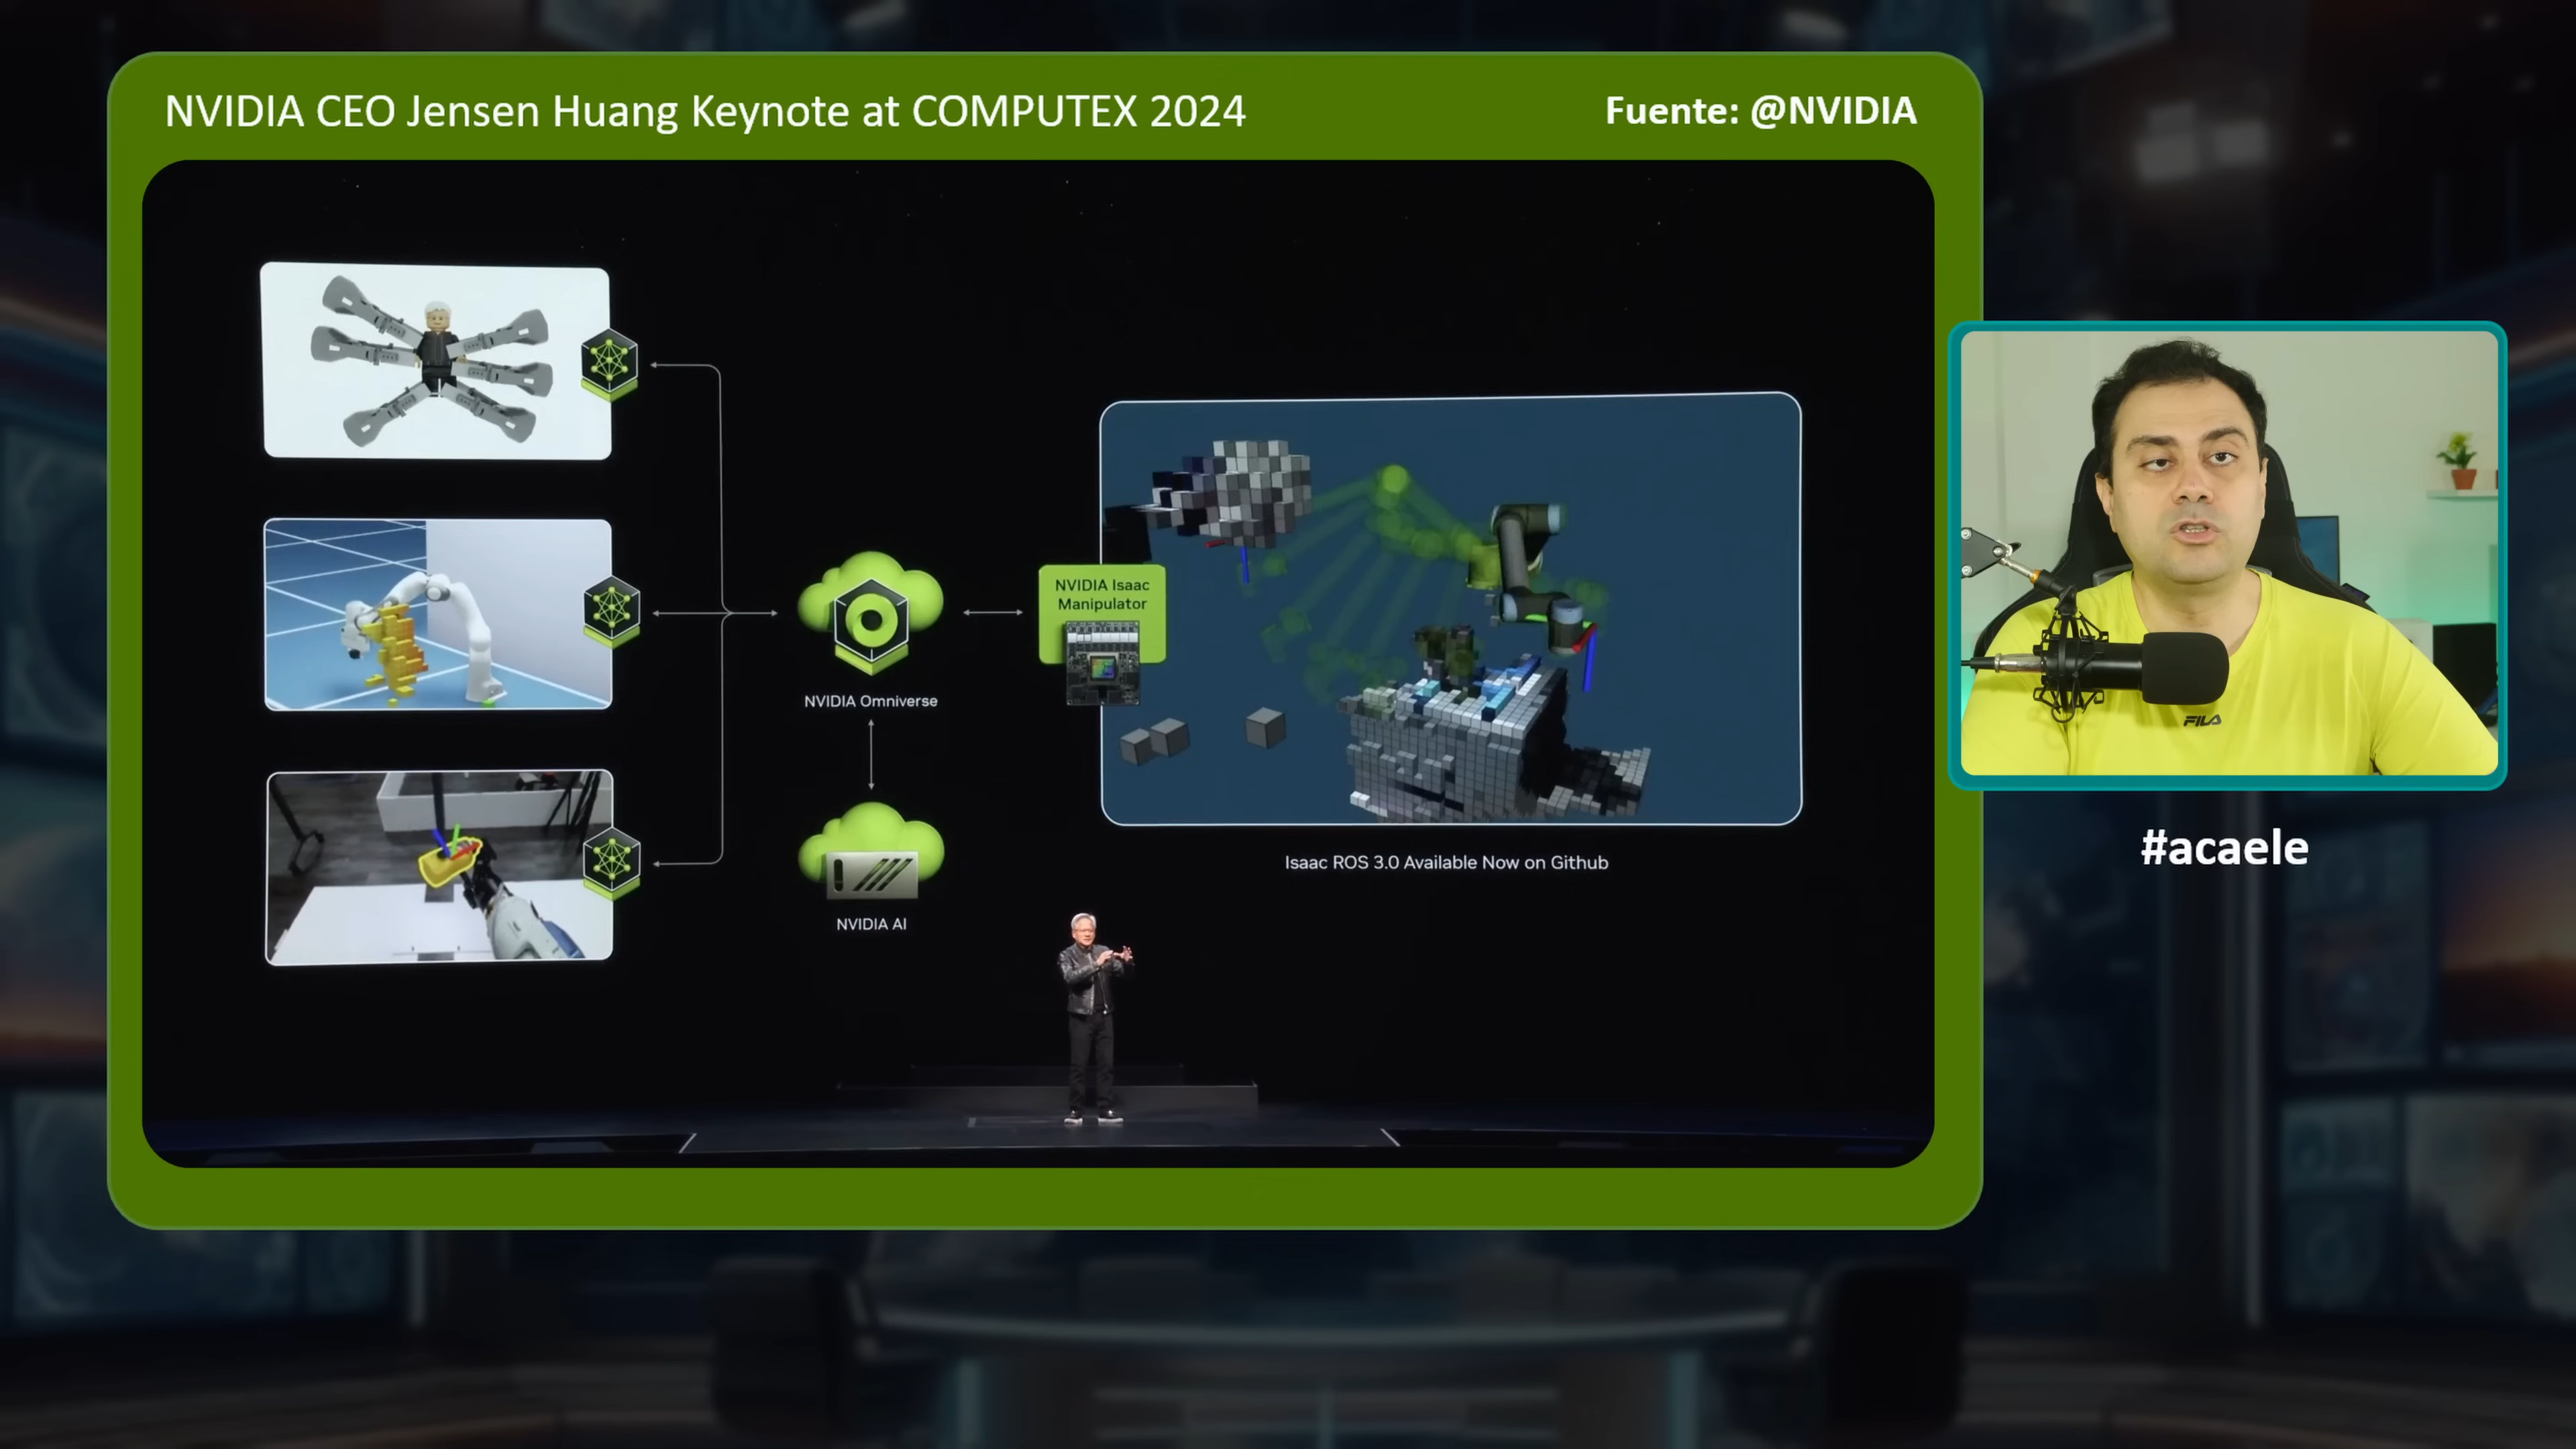 NVIDIA CEO Jensen Huang Keynote at COMPUTEX 2024
Fuente: @NVIDIA
NVIDIA Isaac
Manipulator
NVIDIA Omniverse
NVIDIA AI
Isaac ROS 3.0 Available Now on Github
FILA
#acaele